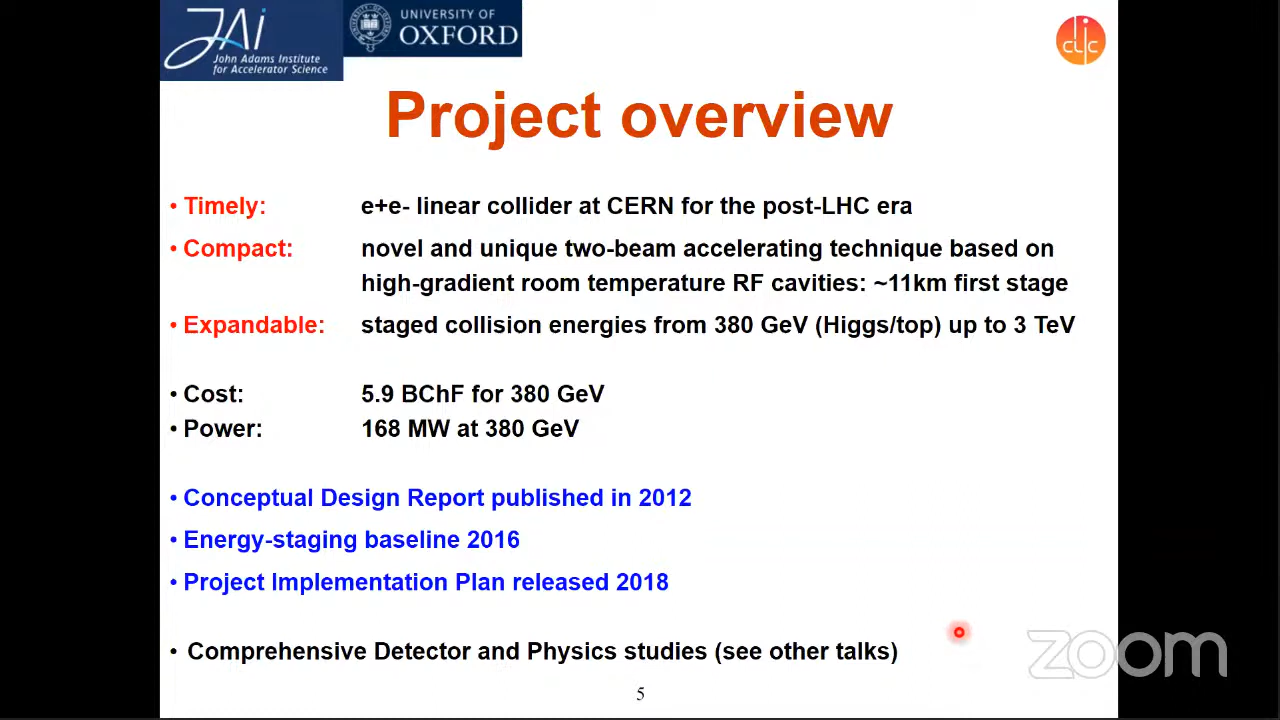 JAi
John Adams Institute
for Accelerator Science
UNIVERSITY OF
OXFORD
clic
Project overview
• Timely: e+e- linear collider at CERN for the post-LHC era
• Compact: novel and unique two-beam accelerating technique based on
high-gradient room temperature RF cavities: ~11km first stage
• Expandable: staged collision energies from 380 GeV (Higgs/top) up to 3 TeV
• Cost: 5.9 BChF for 380 GeV
• Power: 168 MW at 380 GeV
• Conceptual Design Report published in 2012
• Energy-staging baseline 2016
• Project Implementation Plan released 2018
• Comprehensive Detector and Physics studies (see other talks)
zoom
5